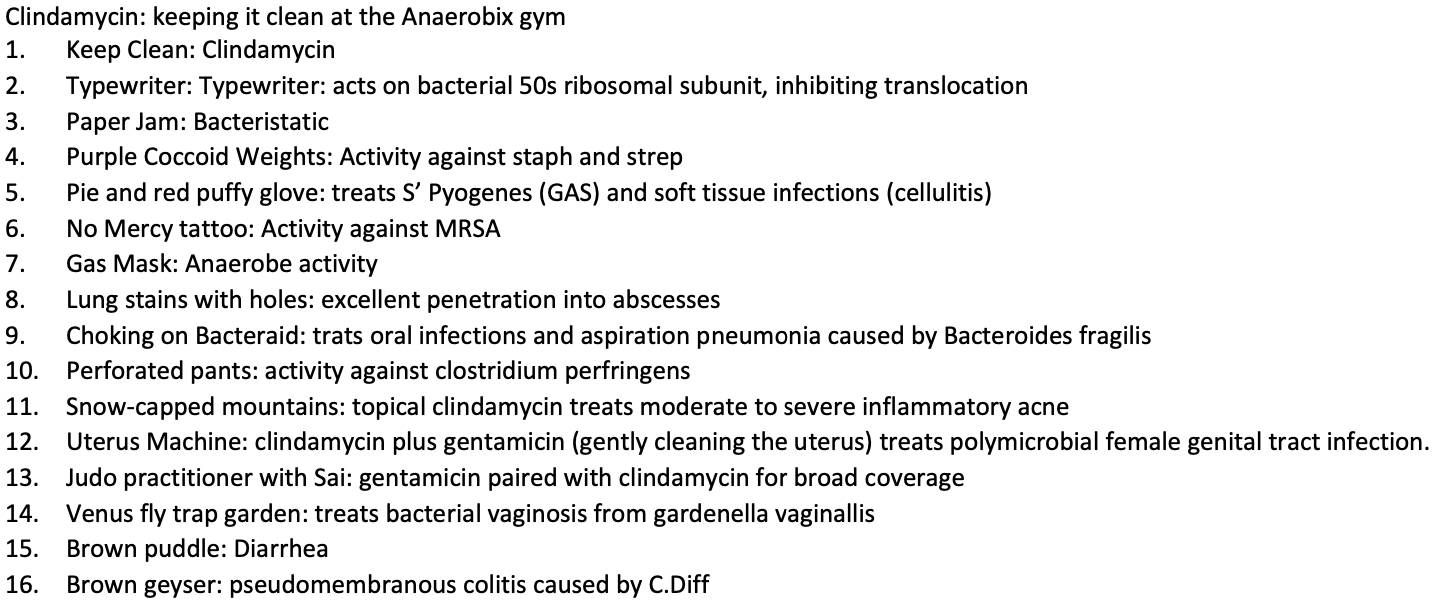 Clindamycin: keeping it clean at the Anaerobix gym
1. Keep Clean: Clindamycin
2. Typewriter: Typewriter: acts on bacterial 50s ribosomal subunit, inhibiting translocation
3. Paper Jam: Bacteristatic
4. Purple Coccoid Weights: Activity against staph and strep
5. Pie and red puffy glove: treats S’ Pyogenes (GAS) and soft tissue infections (cellulitis)
6. No Mercy tattoo: Activity against MRSA
7. Gas Mask: Anaerobe activity
8. Lung stains with holes: excellent penetration into abscesses
9. Choking on Bacteraid: trats oral infections and aspiration pneumonia caused by Bacteroides fragilis
10. Perforated pants: activity against clostridium perfringens
11. Snow-capped mountains: topical clindamycin treats moderate to severe inflammatory acne
12. Uterus Machine: clindamycin plus gentamicin (gently cleaning the uterus) treats polymicrobial female genital tract infection.
13. Judo practitioner with Sai: gentamicin paired with clindamycin for broad coverage
14. Venus fly trap garden: treats bacterial vaginosis from gardenella vaginallis
15. Brown puddle: Diarrhea
16. Brown geyser: pseudomembranous colitis caused by C.Diff